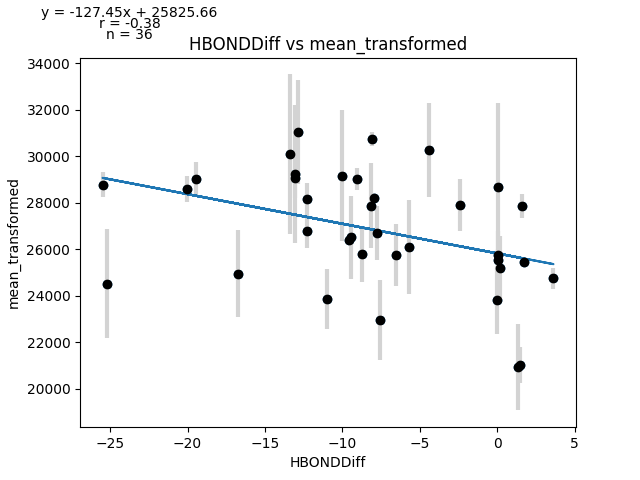 y = -127.45x + 25825.66
r = -0.38
n = 36
HBONDDiff vs mean_transformed
34000
32000
30000
28000
26000
24000
22000
20000
mean_transformed
−25
−20
−15
−10
−5
0
5
HBONDDiff